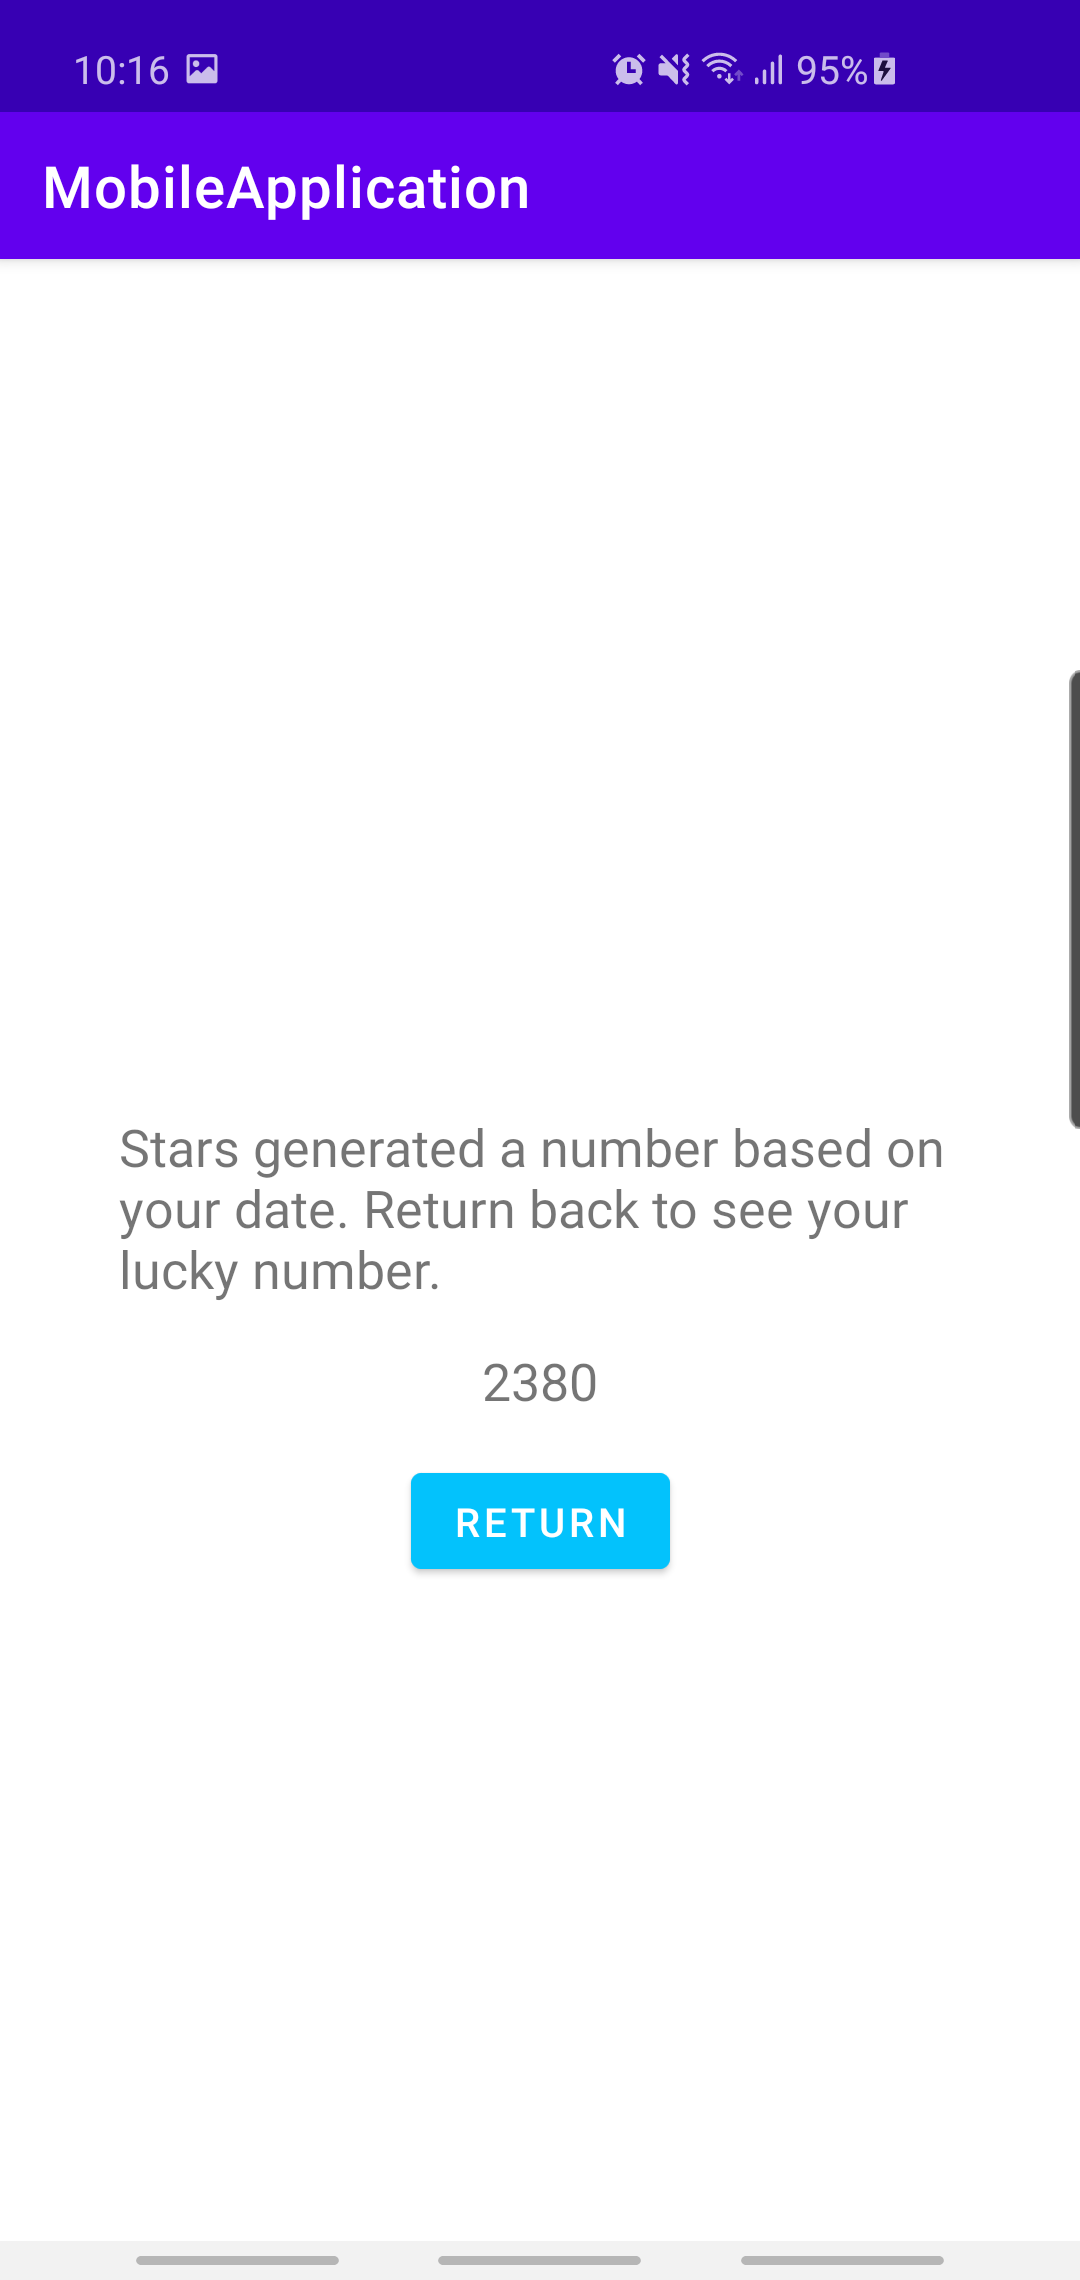 10:16 95%
MobileApplication
Stars generated a number based on
your date. Return back to see your
lucky number.
2380
RETURN